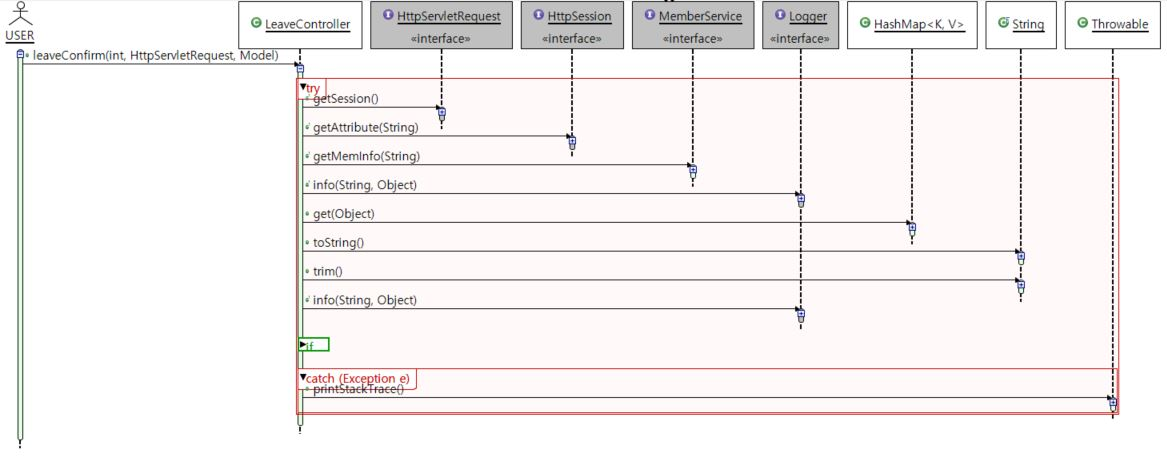 USER
LeaveController
HttpServletRequest
«interface»
HttpSession
«interface»
MemberService
«interface»
Logger
«interface»
HashMap<K, V>
String
Throwable
leaveConfirm(int, HttpServletRequest, Model)
try
getSession()
getAttribute(String)
getMemInfo(String)
info(String, Object)
get(Object)
toString()
trim()
info(String, Object)
if
catch (Exception e)
printStackTrace()